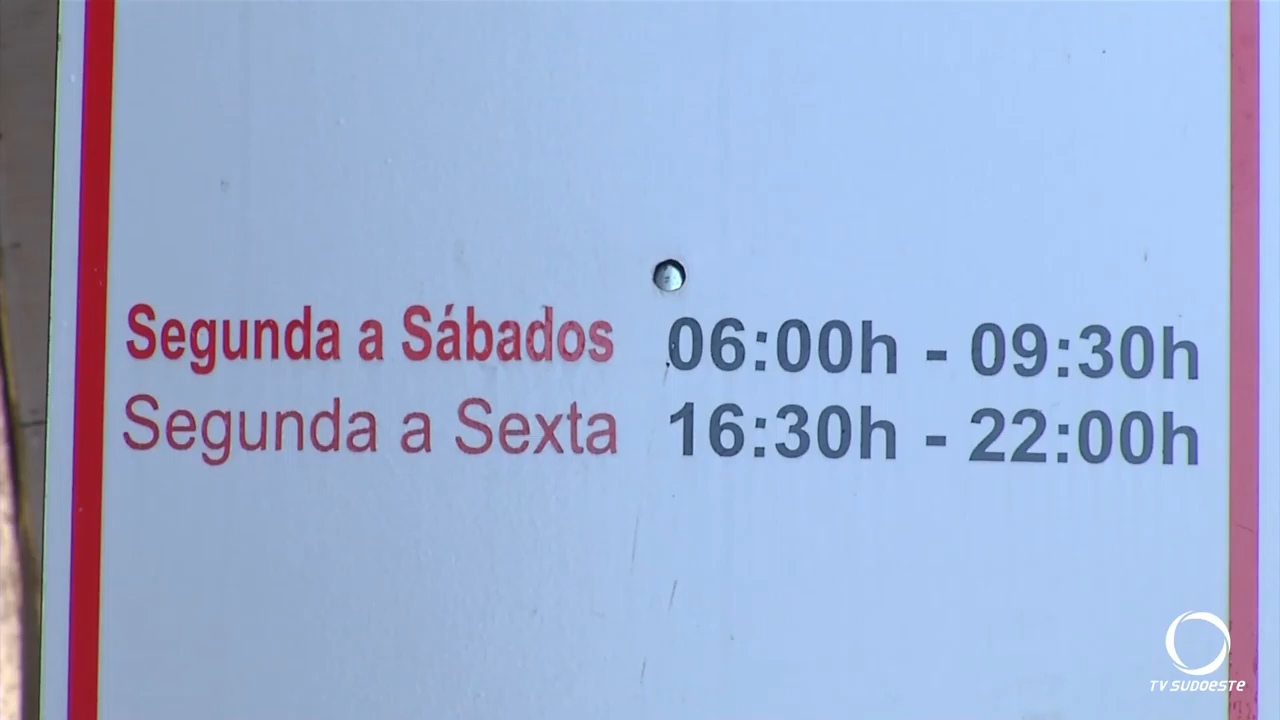 Segunda a Sábados 06:00h - 09:30h
Segunda a Sexta 16:30h - 22:00h
TV SUDOESTE